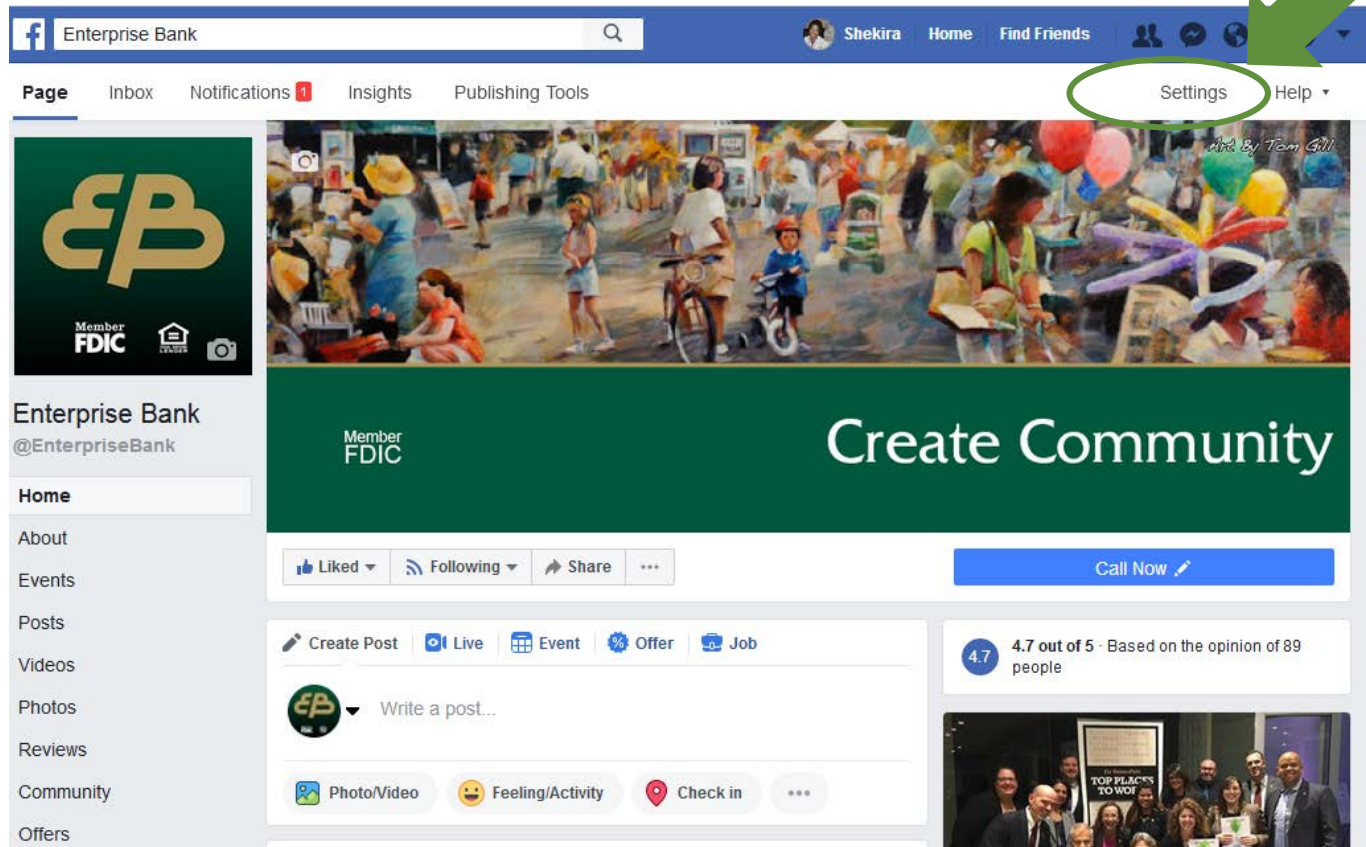 f Enterprise Bank Shekira Home Find Friends
Page Inbox Notifications 1 Insights Publishing Tools Settings Help
Art By Tom Gill
EB
Member
FDIC
Enterprise Bank
@EnterpriseBank
Member
FDIC
Create Community
Home
About
Events
Posts
Videos
Photos
Reviews
Community
Offers
Liked Following Share ... Call Now
Create Post Live Event Offer Job
Write a post...
Photo/Video Feeling/Activity Check in ...
4.7
4.7 out of 5 · Based on the opinion of 89
people
TOP PLACES
TO WOR